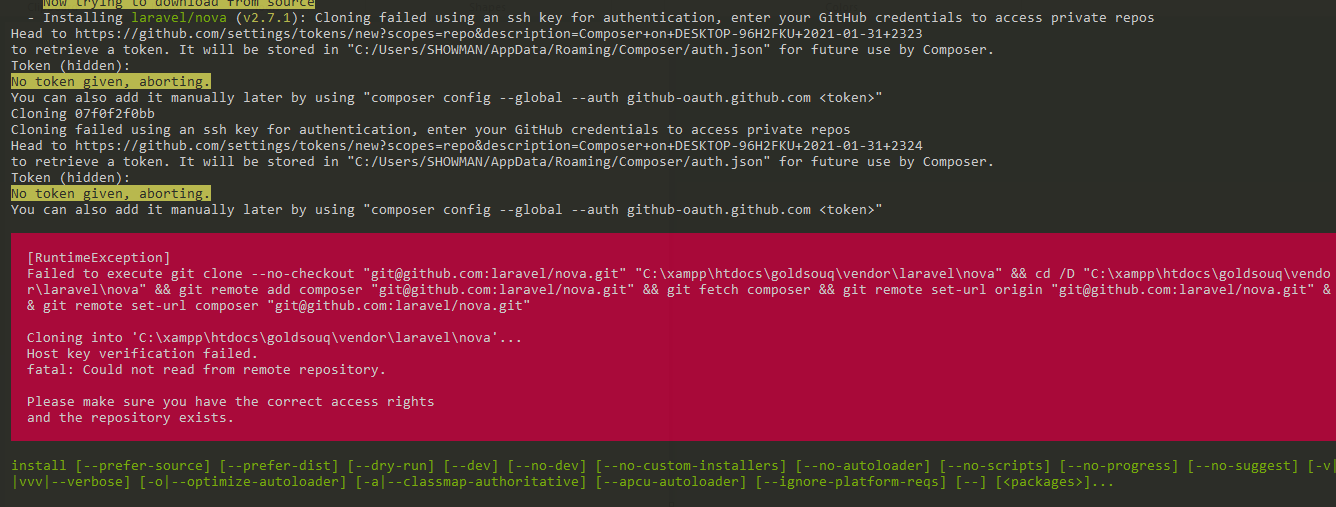 Now trying to download from source
- Installing laravel/nova (v2.7.1): Cloning failed using an ssh key for authentication, enter your GitHub credentials to access private repos
Head to https://github.com/settings/tokens/new?scopes=repo&description=Composer+on+DESKTOP-96H2FKU+2021-01-31+2323
to retrieve a token. It will be stored in "C:/Users/SHOWMAN/AppData/Roaming/Composer/auth.json" for future use by Composer.
Token (hidden):
No token given, aborting.
You can also add it manually later by using "composer config --global --auth github-oauth.github.com <token>"
Cloning 07f0f2f0bb
Cloning failed using an ssh key for authentication, enter your GitHub credentials to access private repos
Head to https://github.com/settings/tokens/new?scopes=repo&description=Composer+on+DESKTOP-96H2FKU+2021-01-31+2324
to retrieve a token. It will be stored in "C:/Users/SHOWMAN/AppData/Roaming/Composer/auth.json" for future use by Composer.
Token (hidden):
No token given, aborting.
You can also add it manually later by using "composer config --global --auth github-oauth.github.com <token>"
[RuntimeException]
Failed to execute git clone --no-checkout "git@github.com:laravel/nova.git" "C:\xampp\htdocs\goldsouq\vendor\laravel\nova" && cd /D "C:\xampp\htdocs\goldsouq\vendo
r\laravel\nova" && git remote add composer "git@github.com:laravel/nova.git" && git fetch composer && git remote set-url origin "git@github.com:laravel/nova.git" &
& git remote set-url composer "git@github.com:laravel/nova.git"
Cloning into 'C:\xampp\htdocs\goldsouq\vendor\laravel\nova'...
Host key verification failed.
fatal: Could not read from remote repository.
Please make sure you have the correct access rights
and the repository exists.
install [--prefer-source] [--prefer-dist] [--dry-run] [--dev] [--no-dev] [--no-custom-installers] [--no-autoloader] [--no-scripts] [--no-progress] [--no-suggest] [-v|
|vvv|--verbose] [-o|--optimize-autoloader] [-a|--classmap-authoritative] [--apcu-autoloader] [--ignore-platform-reqs] [--] [<packages>]...